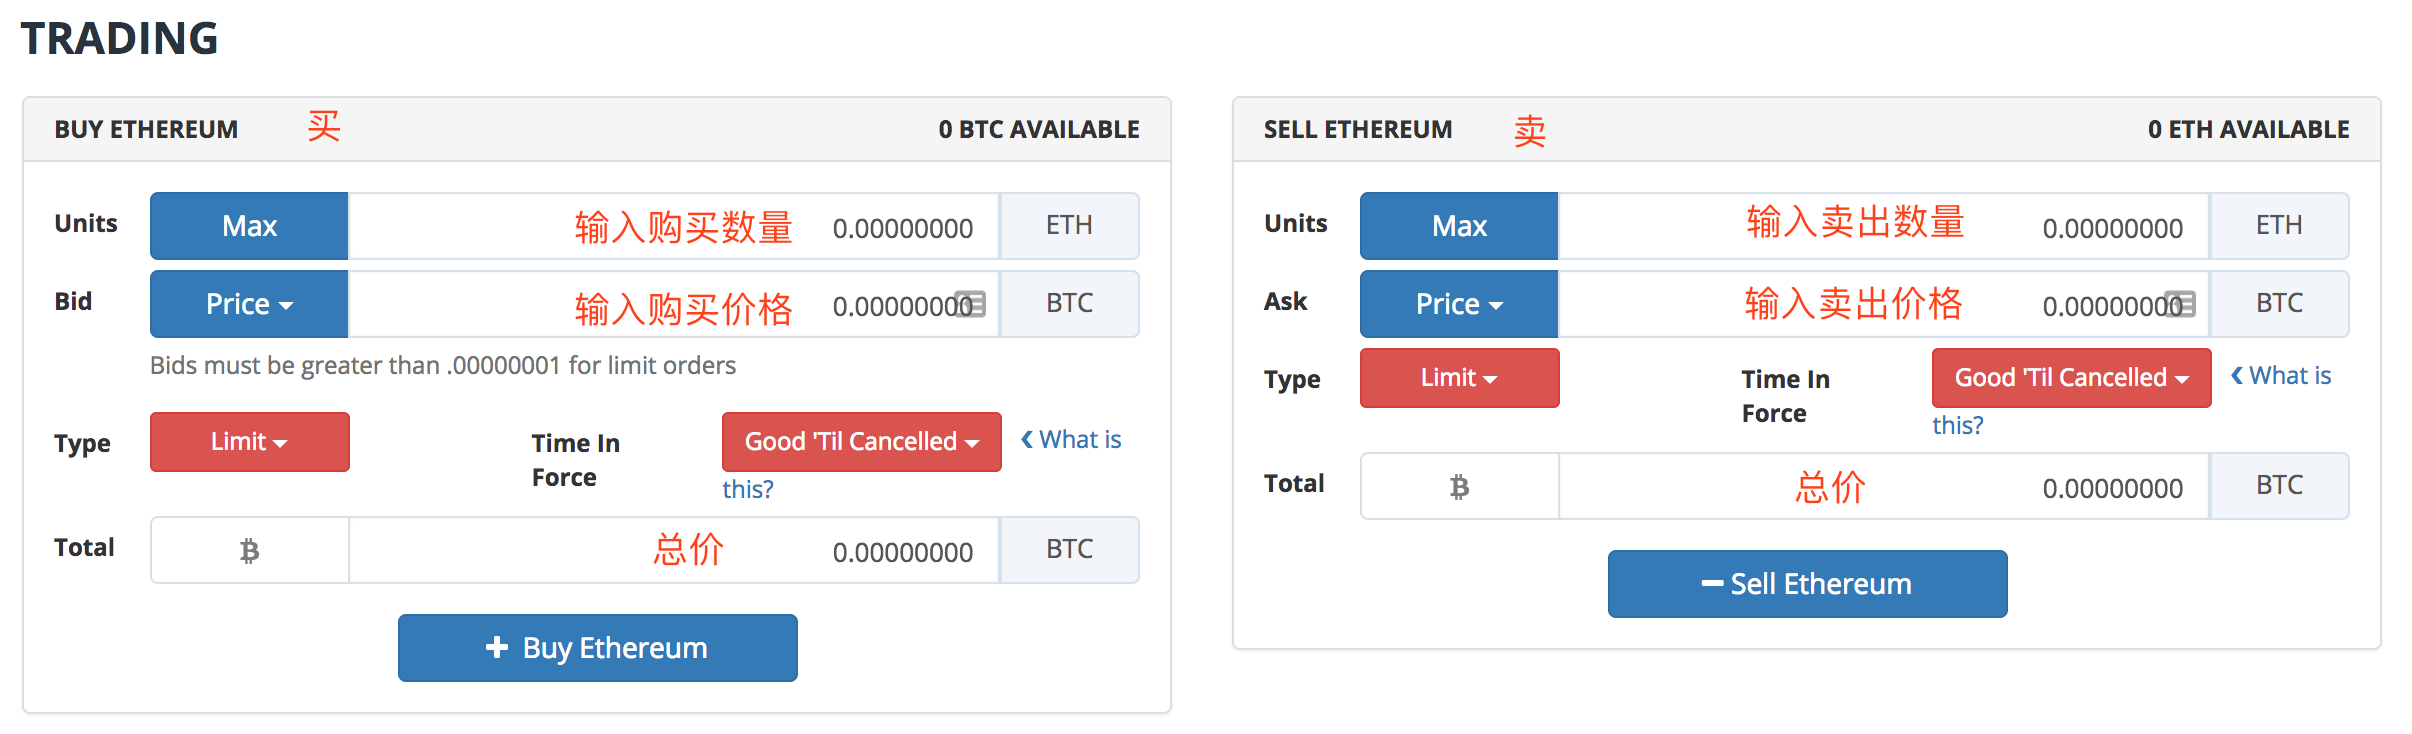 TRADING
BUY ETHEREUM 买 0 BTC AVAILABLE
Units Max 输入购买数量 0.00000000 ETH
Bid Price 输入购买价格 0.00000000 BTC
Bids must be greater than .00000001 for limit orders
Type Limit Time In Force Good 'Til Cancelled What is this?
Total 总价 0.00000000 BTC
Buy Ethereum
SELL ETHEREUM 卖 0 ETH AVAILABLE
Units Max 输入卖出数量 0.00000000 ETH
Ask Price 输入卖出价格 0.00000000 BTC
Type Limit Time In Force Good 'Til Cancelled What is this?
Total 总价 0.00000000 BTC
Sell Ethereum